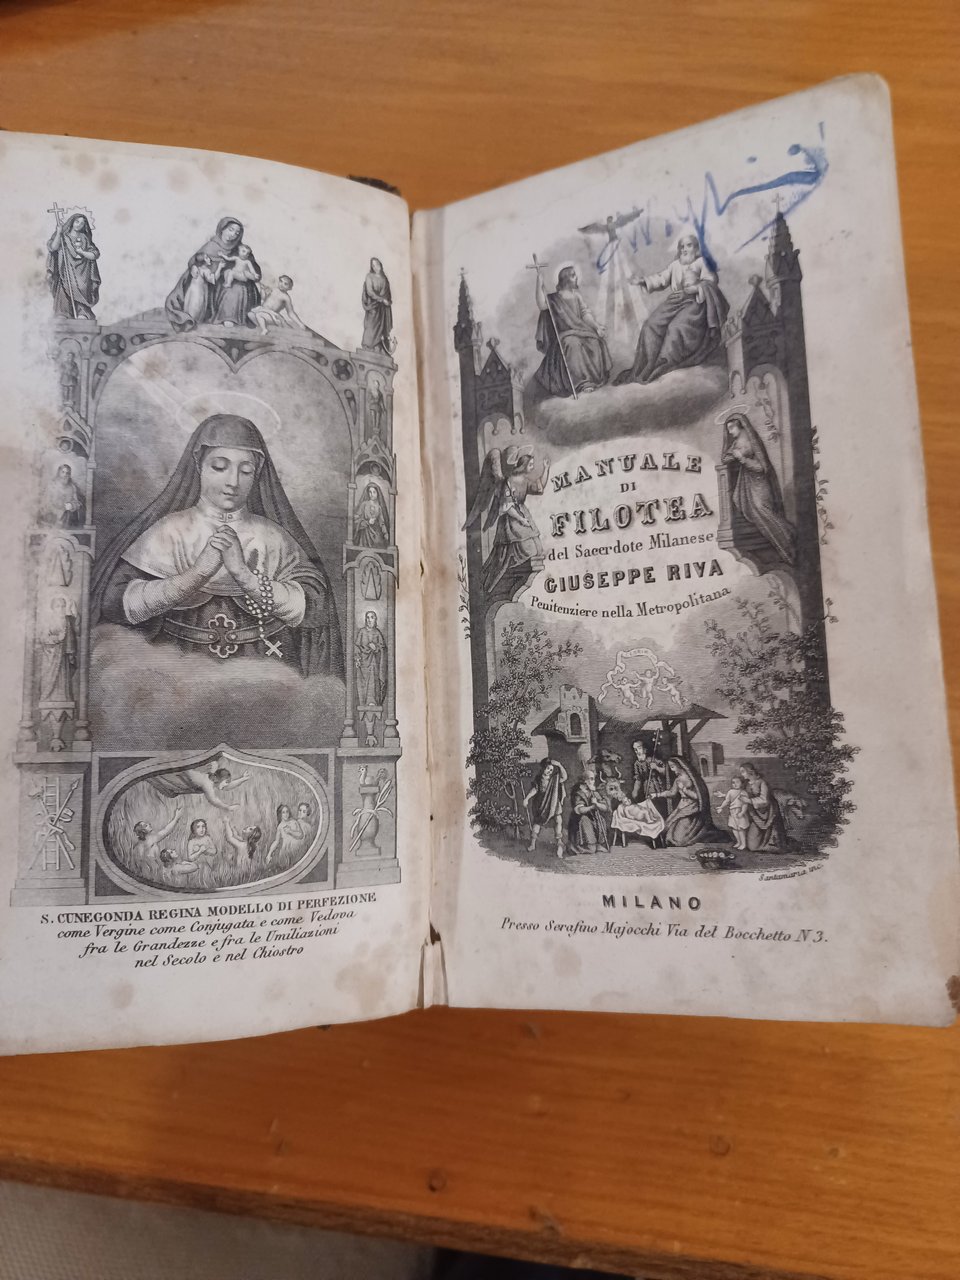 S. CUNEGONDA REGINA MODELLO DI PERFEZIONE
come Vergine come Conjugata e come Vedova
fra le Grandezze e fra le Umiliazioni
nel Secolo e nel Chiostro
MANUALE
DI
FILOTEA
del Sacerdote Milanese
GIUSEPPE RIVA
Penitenziere nella Metropolitana
Santamaria inc.
MILANO
Presso Serafino Majocchi Via del Bocchetto N 3.